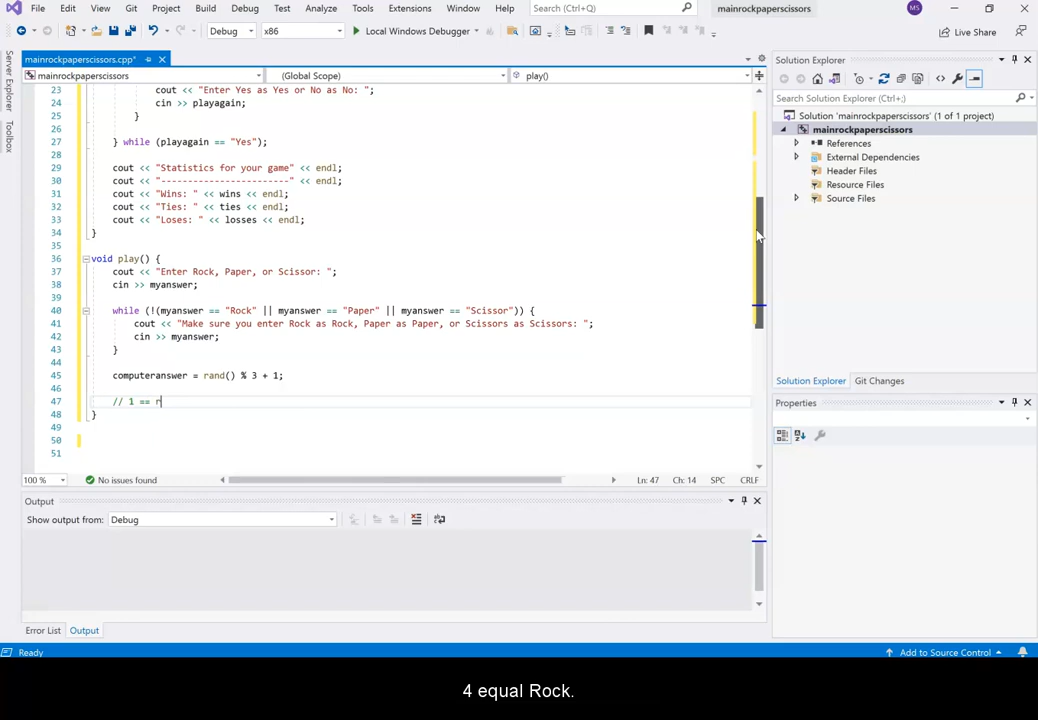 File Edit View Git Project Build Debug Test Analyze Tools Extensions Window Help Search (Ctrl+;) mainrockpaperscissors MS
Debug x86 Local Windows Debugger Live Share
Server Explorer
Toolbox
mainrockpaperscissors.cpp*
mainrockpaperscissors (Global Scope) play()
23 cout << "Enter Yes as Yes or No as No: ";
24 cin >> playagain;
25 }
26
27 } while (playagain == "Yes");
28
29 cout << "Statistics for your game" << endl;
30 cout << "------------------------" << endl;
31 cout << "Wins: " << wins << endl;
32 cout << "Ties: " << ties << endl;
33 cout << "Loses: " << losses << endl;
34 }
35
36 void play() {
37 cout << "Enter Rock, Paper, or Scissor: ";
38 cin >> myanswer;
39
40 while (!(myanswer == "Rock" || myanswer == "Paper" || myanswer == "Scissor")) {
41 cout << "Make sure you enter Rock as Rock, Paper as Paper, or Scissors as Scissors: ";
42 cin >> myanswer;
43 }
44
45 computeranswer = rand() % 3 + 1;
46
47 // 1 == r
48 }
49
50
51
100 % No issues found Ln: 47 Ch: 14 SPC CRLF
Output
Show output from: Debug
Error List Output
Solution Explorer
Search Solution Explorer (Ctrl+;)
Solution 'mainrockpaperscissors' (1 of 1 project)
mainrockpaperscissors
References
External Dependencies
Header Files
Resource Files
Source Files
Solution Explorer Git Changes
Properties
Ready Add to Source Control
4 equal Rock.